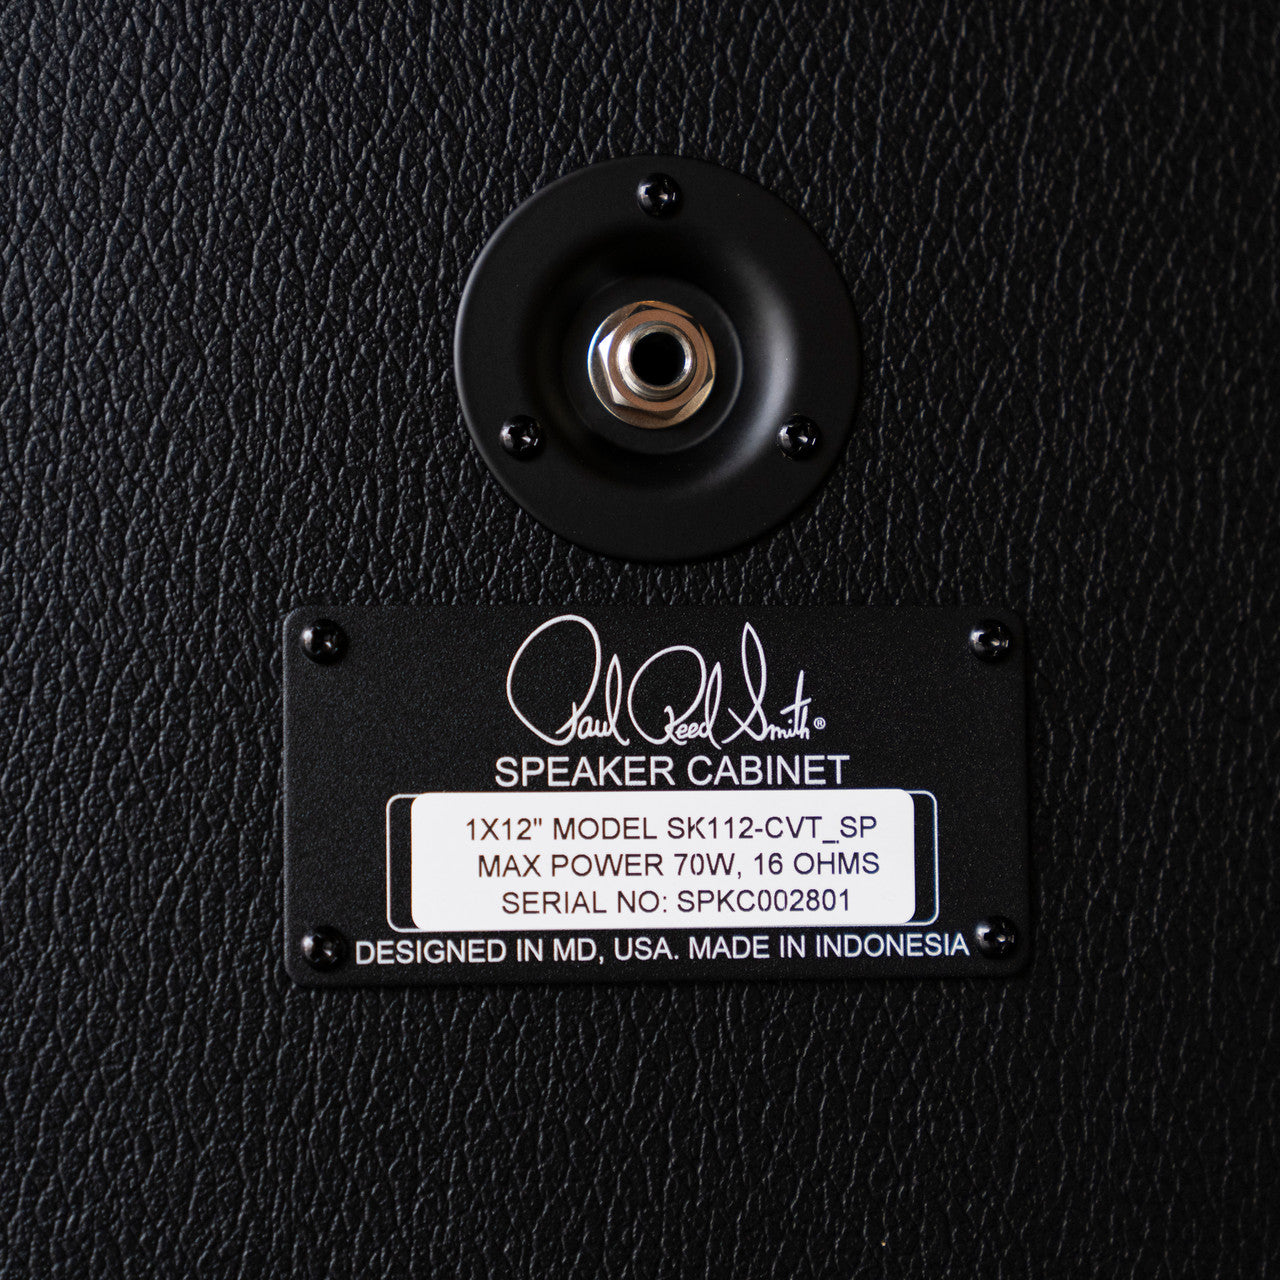 Paul Reed Smith®
SPEAKER CABINET
1X12" MODEL SK112-CVT_SP
MAX POWER 70W, 16 OHMS
SERIAL NO: SPKC002801
DESIGNED IN MD, USA. MADE IN INDONESIA